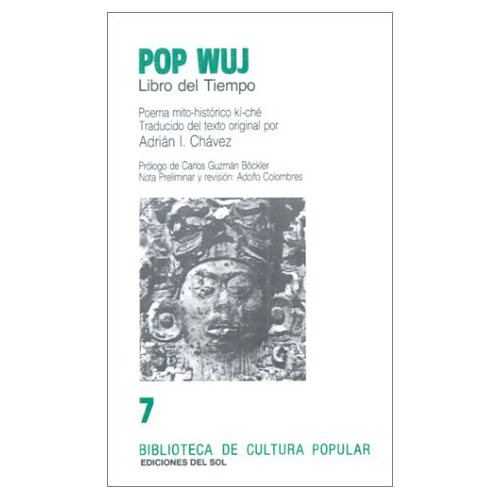 POP WUJ
Libro del Tiempo
Poema mito-histórico kí-ché
Traducido del texto original por
Adrián I. Chávez
Prólogo de Carlos Guzmán Böckler
Nota Preliminar y revisión: Adolfo Colombres
7
BIBLIOTECA DE CULTURA POPULAR
EDICIONES DEL SOL